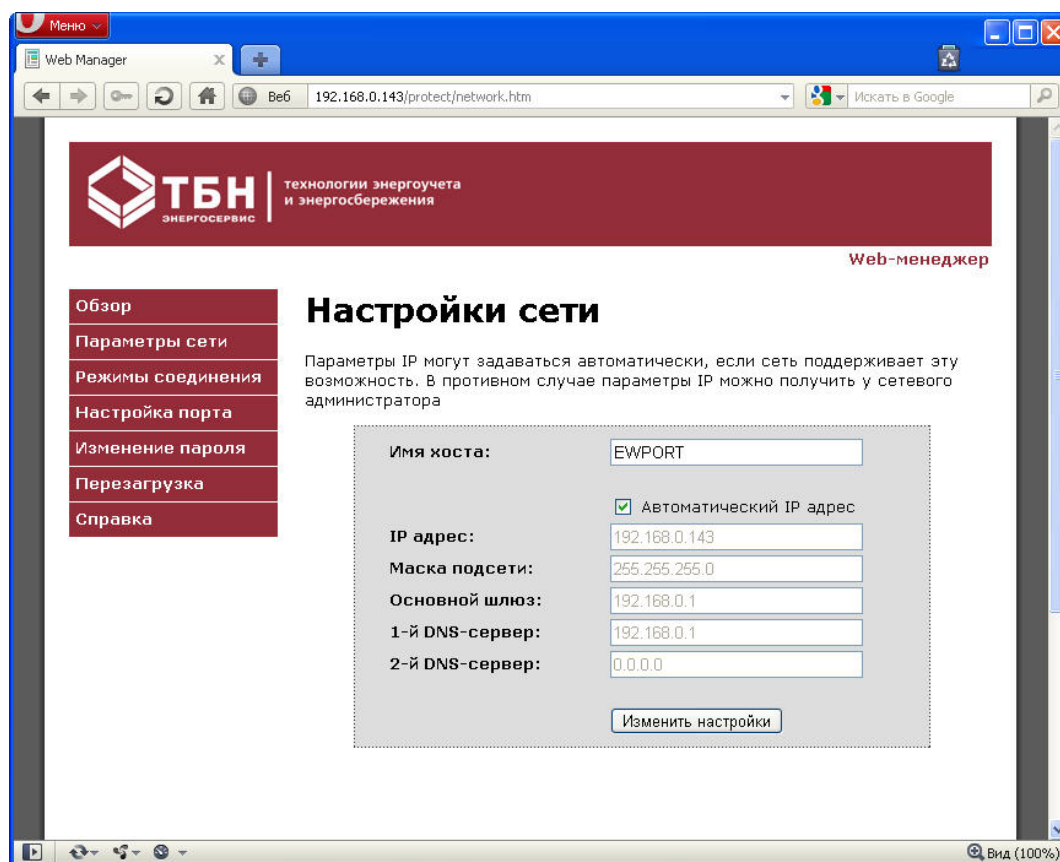 Меню
Web Manager
Веб
192.168.0.143/protect/network.htm
Искать в Google
ТБН
ЭНЕРГОСЕРВИС
технологии энергоучета
и энергосбережения
Web-менеджер
Обзор
Параметры сети
Режимы соединения
Настройка порта
Изменение пароля
Перезагрузка
Справка
Настройки сети
Параметры IP могут задаваться автоматически, если сеть поддерживает эту
возможность. В противном случае параметры IP можно получить у сетевого
администратора
Имя хоста: EWPORT
Автоматический IP адрес
IP адрес: 192.168.0.143
Маска подсети: 255.255.255.0
Основной шлюз: 192.168.0.1
1-й DNS-сервер: 192.168.0.1
2-й DNS-сервер: 0.0.0.0
Изменить настройки
Вид (100%)